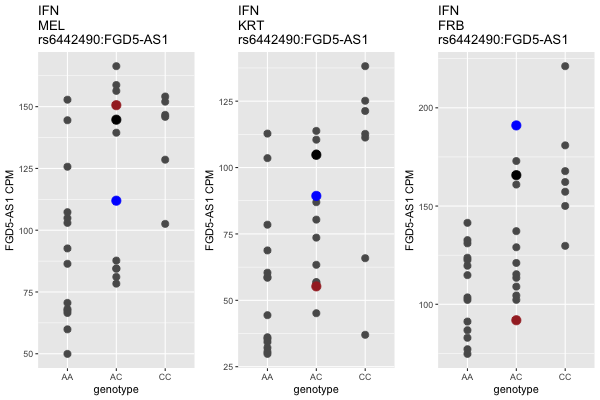 IFN
MEL
rs6442490:FGD5-AS1
FGD5-AS1 CPM
150
125
100
75
50
AA AC CC
genotype
IFN
KRT
rs6442490:FGD5-AS1
FGD5-AS1 CPM
125
100
75
50
25
AA AC CC
genotype
IFN
FRB
rs6442490:FGD5-AS1
FGD5-AS1 CPM
200
150
100
AA AC CC
genotype